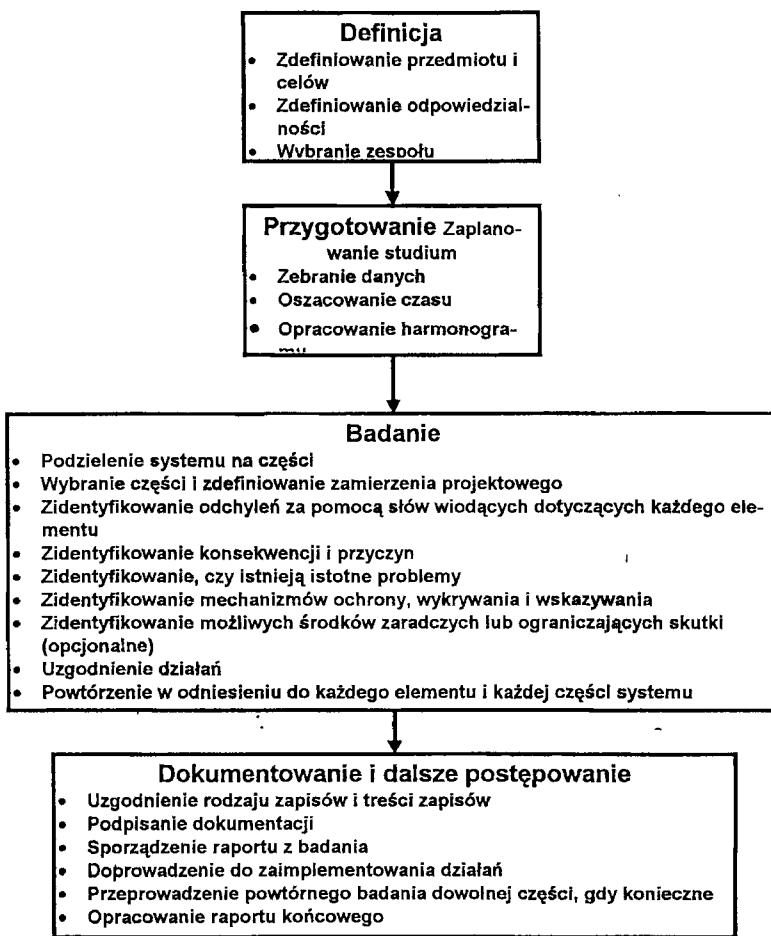 Definicja
• Zdefiniowanie przedmiotu i
celów
• Zdefiniowanie odpowiedzial-
ności
• Wybranie zespołu
Przygotowanie Zaplano-
wanie studium
• Zebranie danych
• Oszacowanie czasu
• Opracowanie harmonogra-
mu
Badanie
• Podzielenie systemu na części
• Wybranie części i zdefiniowanie zamierzenia projektowego
• Zidentyfikowanie odchyleń za pomocą słów wiodących dotyczących każdego ele-
mentu
• Zidentyfikowanie konsekwencji i przyczyn
• Zidentyfikowanie, czy istnieją istotne problemy
• Zidentyfikowanie mechanizmów ochrony, wykrywania i wskazywania
• Zidentyfikowanie możliwych środków zaradczych lub ograniczających skutki
(opcjonalne)
• Uzgodnienie działań
• Powtórzenie w odniesieniu do każdego elementu i każdej części systemu
Dokumentowanie i dalsze postępowanie
• Uzgodnienie rodzaju zapisów i treści zapisów
• Podpisanie dokumentacji
• Sporządzenie raportu z badania
• Doprowadzenie do zaimplementowania działań
• Przeprowadzenie powtórnego badania dowolnej części, gdy konieczne
• Opracowanie raportu końcowego